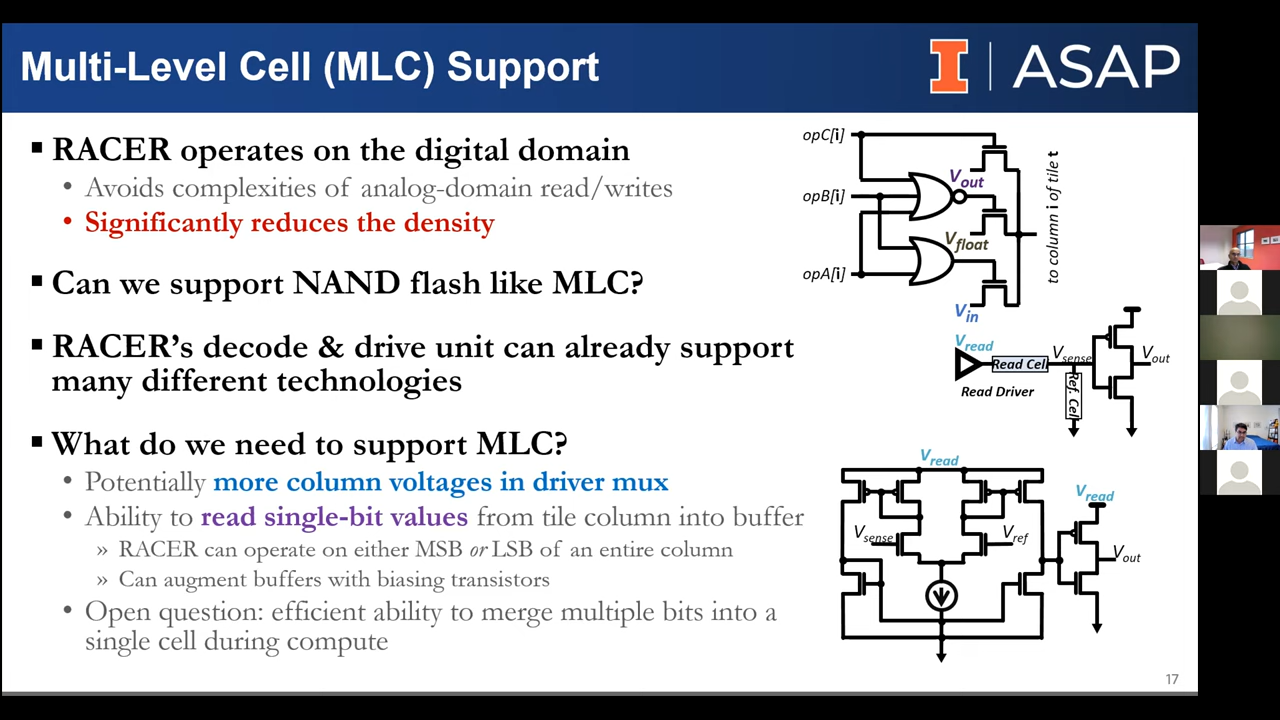 Multi-Level Cell (MLC) Support
I ASAP
RACER operates on the digital domain
Avoids complexities of analog-domain read/writes
Significantly reduces the density
Can we support NAND flash like MLC?
RACER's decode & drive unit can already support
many different technologies
What do we need to support MLC?
Potentially more column voltages in driver mux
Ability to read single-bit values from tile column into buffer
» RACER can operate on either MSB or LSB of an entire column
» Can augment buffers with biasing transistors
Open question: efficient ability to merge multiple bits into a
single cell during compute
opC[i]
Vout
opB[i]
Vfloat
opA[i]
Vin
to column i of tile t
Vread
Read Cell
Vsense
Vout
Ref. Cell
Read Driver
Vread
Vread
Vsense
Vref
Vout
17